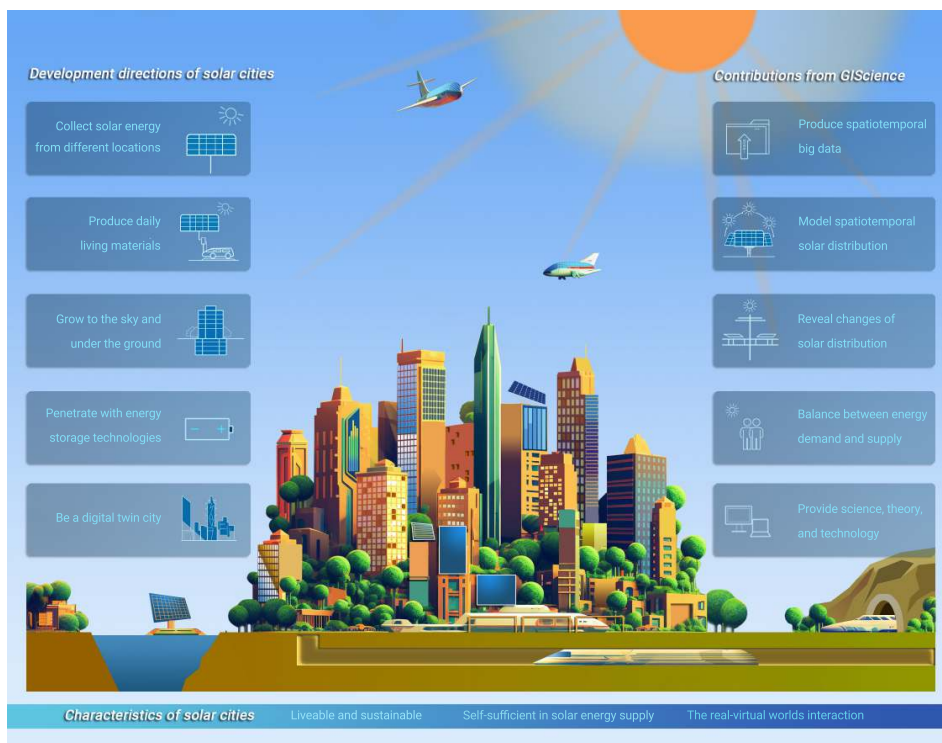 Development directions of solar cities
Collect solar energy
from different locations
Produce daily
living materials
Grow to the sky and
under the ground
Penetrate with energy
storage technologies
Be a digital twin city
Contributions from GIScience
Produce spatiotemporal
big data
Model spatiotemporal
solar distribution
Reveal changes of
solar distribution
Balance between energy
demand and supply
Provide science, theory,
and technology
Characteristics of solar cities
Liveable and sustainable
Self-sufficient in solar energy supply
The real-virtual worlds interaction